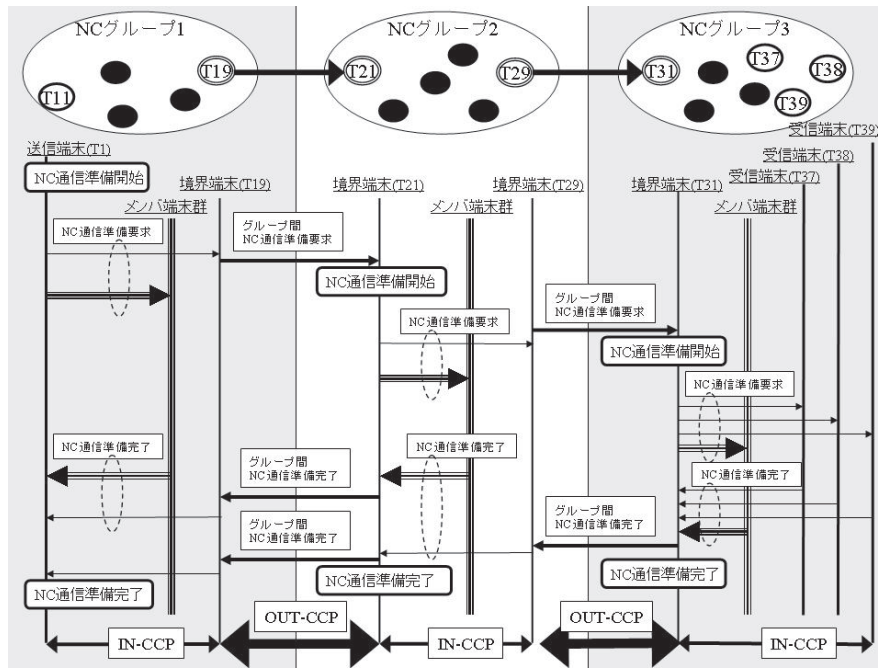 NCグループ1
NCグループ2
NCグループ3
T11
T19
T21
T29
T31
T37
T38
T39
受信端末(T39)
送信端末(T1)
受信端末(T38)
NC通信準備開始
境界端末(T19)
境界端末(T21)
境界端末(T29)
境界端末(T31)
受信端末(T37)
メンバ端末群
メンバ端末群
メンバ端末群
NC通信準備要求
グループ間
NC通信準備要求
NC通信準備開始
NC通信準備要求
グループ間
NC通信準備要求
NC通信準備開始
NC通信準備要求
NC通信準備完了
グループ間
NC通信準備完了
NC通信準備完了
NC通信準備完了
グループ間
NC通信準備完了
グループ間
NC通信準備完了
NC通信準備完了
NC通信準備完了
NC通信準備完了
IN-CCP
OUT-CCP
IN-CCP
OUT-CCP
IN-CCP